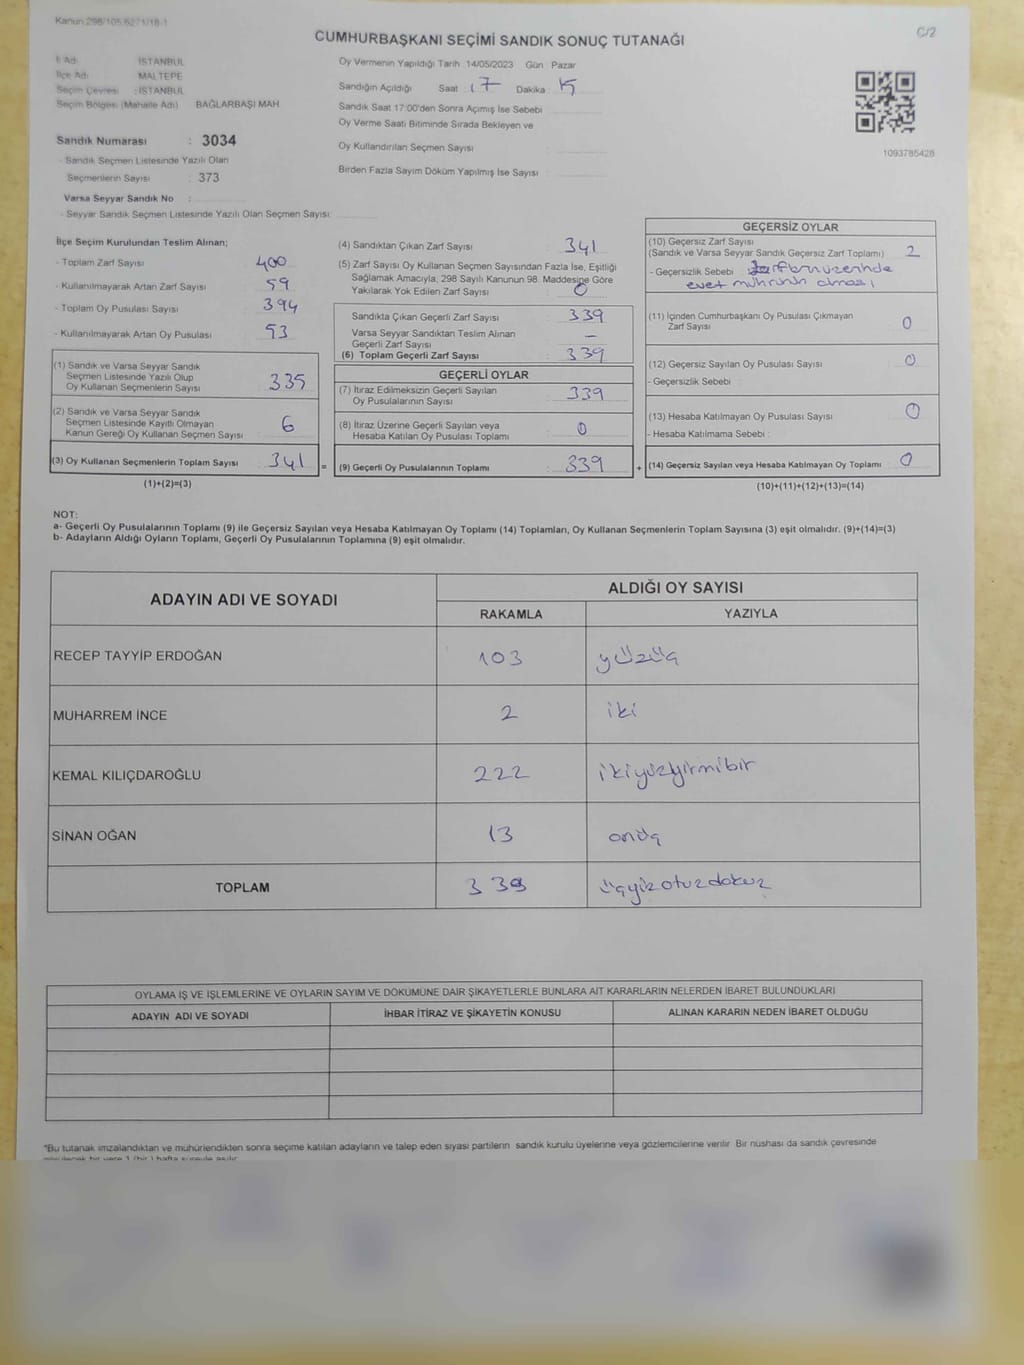 Kanun:298/105,6271/18-1
C/2
CUMHURBAŞKANI SEÇİMİ SANDIK SONUÇ TUTANAĞI
İl Adı : İSTANBUL
İlçe Adı : MALTEPE
Seçim Çevresi : İSTANBUL
Seçim Bölgesi (Mahalle Adı) BAĞLARBAŞI MAH
Sandık Numarası : 3034
- Sandık Seçmen Listesinde Yazılı Olan
Seçmenlerin Sayısı : 373
Varsa Seyyar Sandık No :
- Seyyar Sandık Seçmen Listesinde Yazılı Olan Seçmen Sayısı:
Oy Vermenin Yapıldığı Tarih :14/05/2023 Gün : Pazar
Sandığın Açıldığı Saat : 17 Dakika :
Sandık Saat 17:00'den Sonra Açılmış İse Sebebi :
Oy Verme Saati Bitiminde Sırada Bekleyen ve
Oy Kullandırılan Seçmen Sayısı :
Birden Fazla Sayım Döküm Yapılmış İse Sayısı :
1093785428
İlçe Seçim Kurulundan Teslim Alınan;
- Toplam Zarf Sayısı : 400
- Kullanılmayarak Artan Zarf Sayısı : 59
- Toplam Oy Pusulası Sayısı : 394
- Kullanılmayarak Artan Oy Pusulası : 53
(1) Sandık ve Varsa Seyyar Sandık
Seçmen Listesinde Yazılı Olup
Oy Kullanan Seçmenlerin Sayısı : 335
(2) Sandık ve Varsa Seyyar Sandık
Seçmen Listesinde Kayıtlı Olmayan
Kanun Gereği Oy Kullanan Seçmen Sayısı : 6
(3) Oy Kullanan Seçmenlerin Toplam Sayısı : 341
(1)+(2)=(3)
(4) Sandıktan Çıkan Zarf Sayısı : 341
(5) Zarf Sayısı Oy Kullanan Seçmen Sayısından Fazla İse, Eşitliği
Sağlamak Amacıyla, 298 Sayılı Kanunun 98. Maddesine Göre
Yakılarak Yok Edilen Zarf Sayısı : 0
Sandıkta Çıkan Geçerli Zarf Sayısı : 339
Varsa Seyyar Sandıktan Teslim Alınan
Geçerli Zarf Sayısı : —
(6) Toplam Geçerli Zarf Sayısı : 339
GEÇERLİ OYLAR
(7) İtiraz Edilmeksizin Geçerli Sayılan
Oy Pusulalarının Sayısı : 339
(8) İtiraz Üzerine Geçerli Sayılan veya
Hesaba Katılan Oy Pusulası Toplamı : 0
= (9) Geçerli Oy Pusulalarının Toplamı : 339
GEÇERSİZ OYLAR
(10) Geçersiz Zarf Sayısı
(Sandık ve Varsa Seyyar Sandık Geçersiz Zarf Toplamı) : 2
- Geçersizlik Sebebi : Zarfların üzerinde
evet mührünün olması
(11) İçinden Cumhurbaşkanı Oy Pusulası Çıkmayan
Zarf Sayısı : 0
(12) Geçersiz Sayılan Oy Pusulası Sayısı : 0
- Geçersizlik Sebebi :
(13) Hesaba Katılmayan Oy Pusulası Sayısı : 0
- Hesaba Katılmama Sebebi :
+ (14) Geçersiz Sayılan veya Hesaba Katılmayan Oy Toplamı : 0
(10)+(11)+(12)+(13)=(14)
NOT:
a- Geçerli Oy Pusulalarının Toplamı (9) ile Geçersiz Sayılan veya Hesaba Katılmayan Oy Toplamı (14) Toplamları, Oy Kullanan Seçmenlerin Toplam Sayısına (3) eşit olmalıdır. (9)+(14)=(3)
b- Adayların Aldığı Oyların Toplamı, Geçerli Oy Pusulalarının Toplamına (9) eşit olmalıdır.
ADAYIN ADI VE SOYADI ALDIĞI OY SAYISI
RAKAMLA YAZIYLA
RECEP TAYYİP ERDOĞAN 103 yüzüç
MUHARREM İNCE 2 iki
KEMAL KILIÇDAROĞLU 222 ikiyüzyirmibir
SİNAN OĞAN 13 onüç
TOPLAM 339 üçyüzotuzdokuz
OYLAMA İŞ VE İŞLEMLERİNE VE OYLARIN SAYIM VE DÖKÜMÜNE DAİR ŞİKAYETLERLE BUNLARA AİT KARARLARIN NELERDEN İBARET BULUNDUKLARI
ADAYIN ADI VE SOYADI İHBAR İTİRAZ VE ŞİKAYETİN KONUSU ALINAN KARARIN NEDEN İBARET OLDUĞU
*Bu tutanak imzalandıktan ve mühürlendikten sonra seçime katılan adayların ve talep eden siyasi partilerin sandık kurulu üyelerine veya gözlemcilerine verilir. Bir nüshası da sandık çevresinde